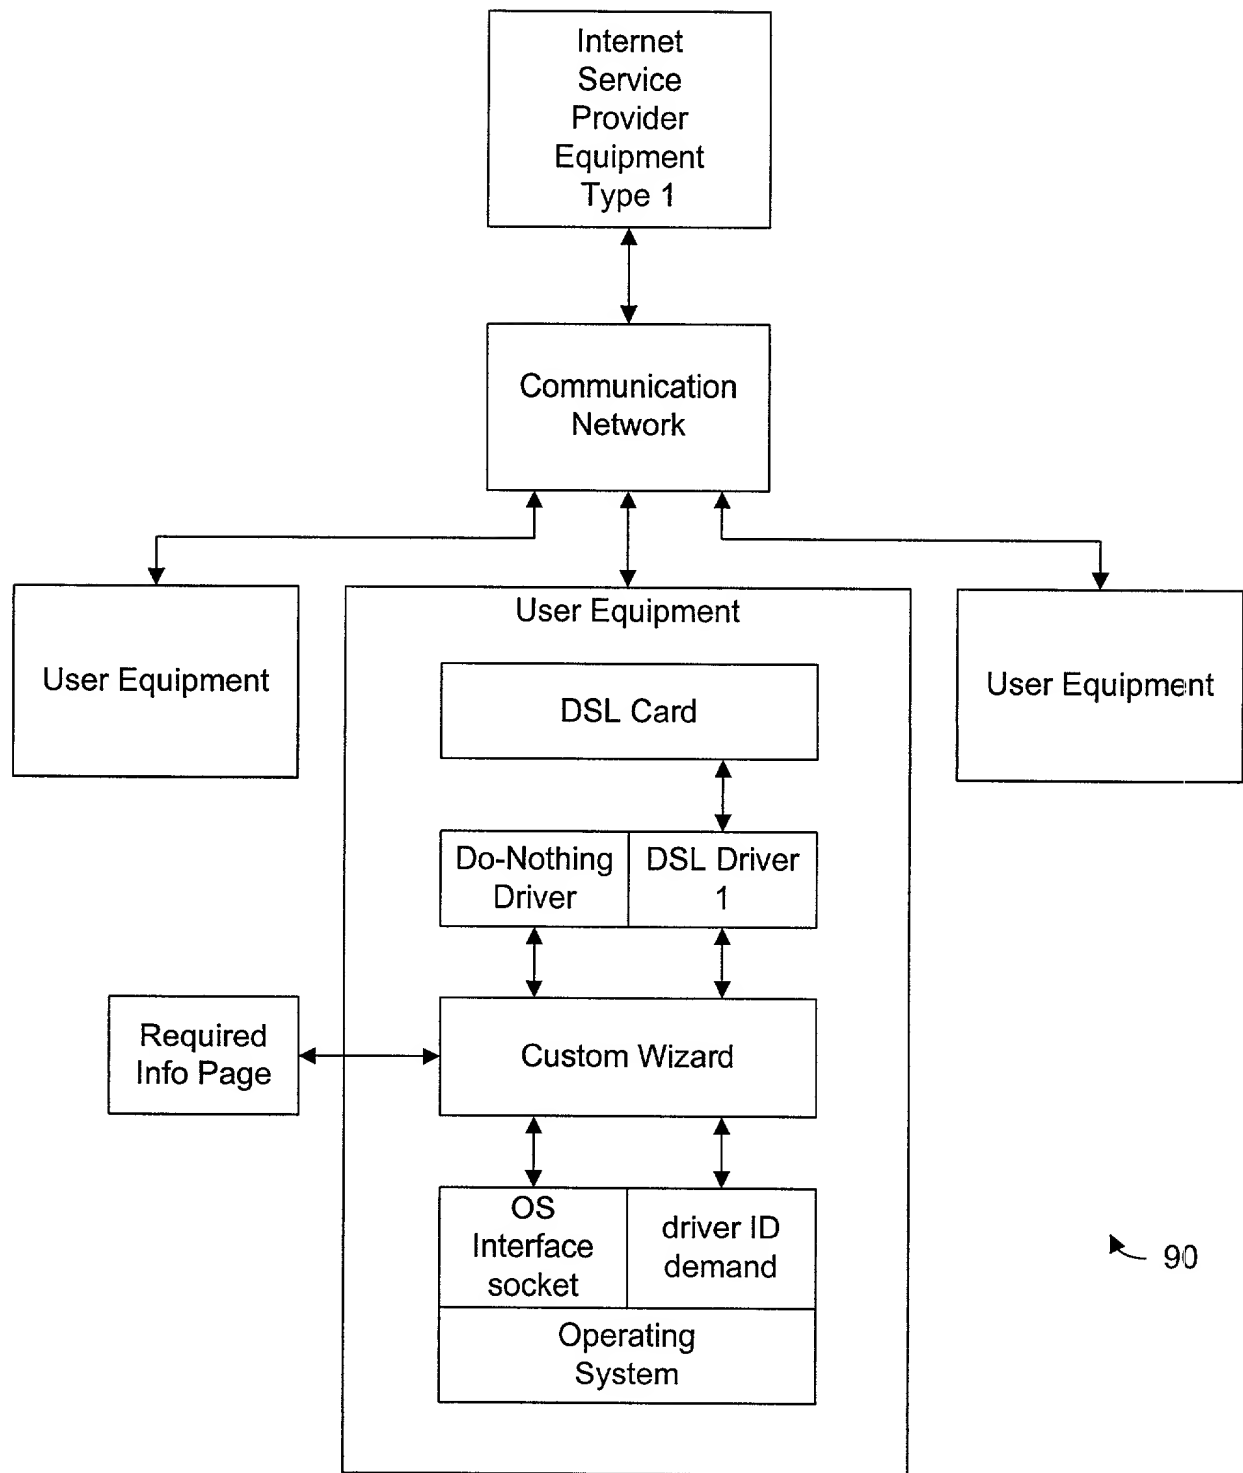 Internet
Service
Provider
Equipment
Type 1
Communication
Network
User Equipment
User Equipment
User Equipment
DSL Card
Do-Nothing
Driver
DSL Driver
1
Required
Info Page
Custom Wizard
OS
Interface
socket
driver ID
demand
Operating
System
90